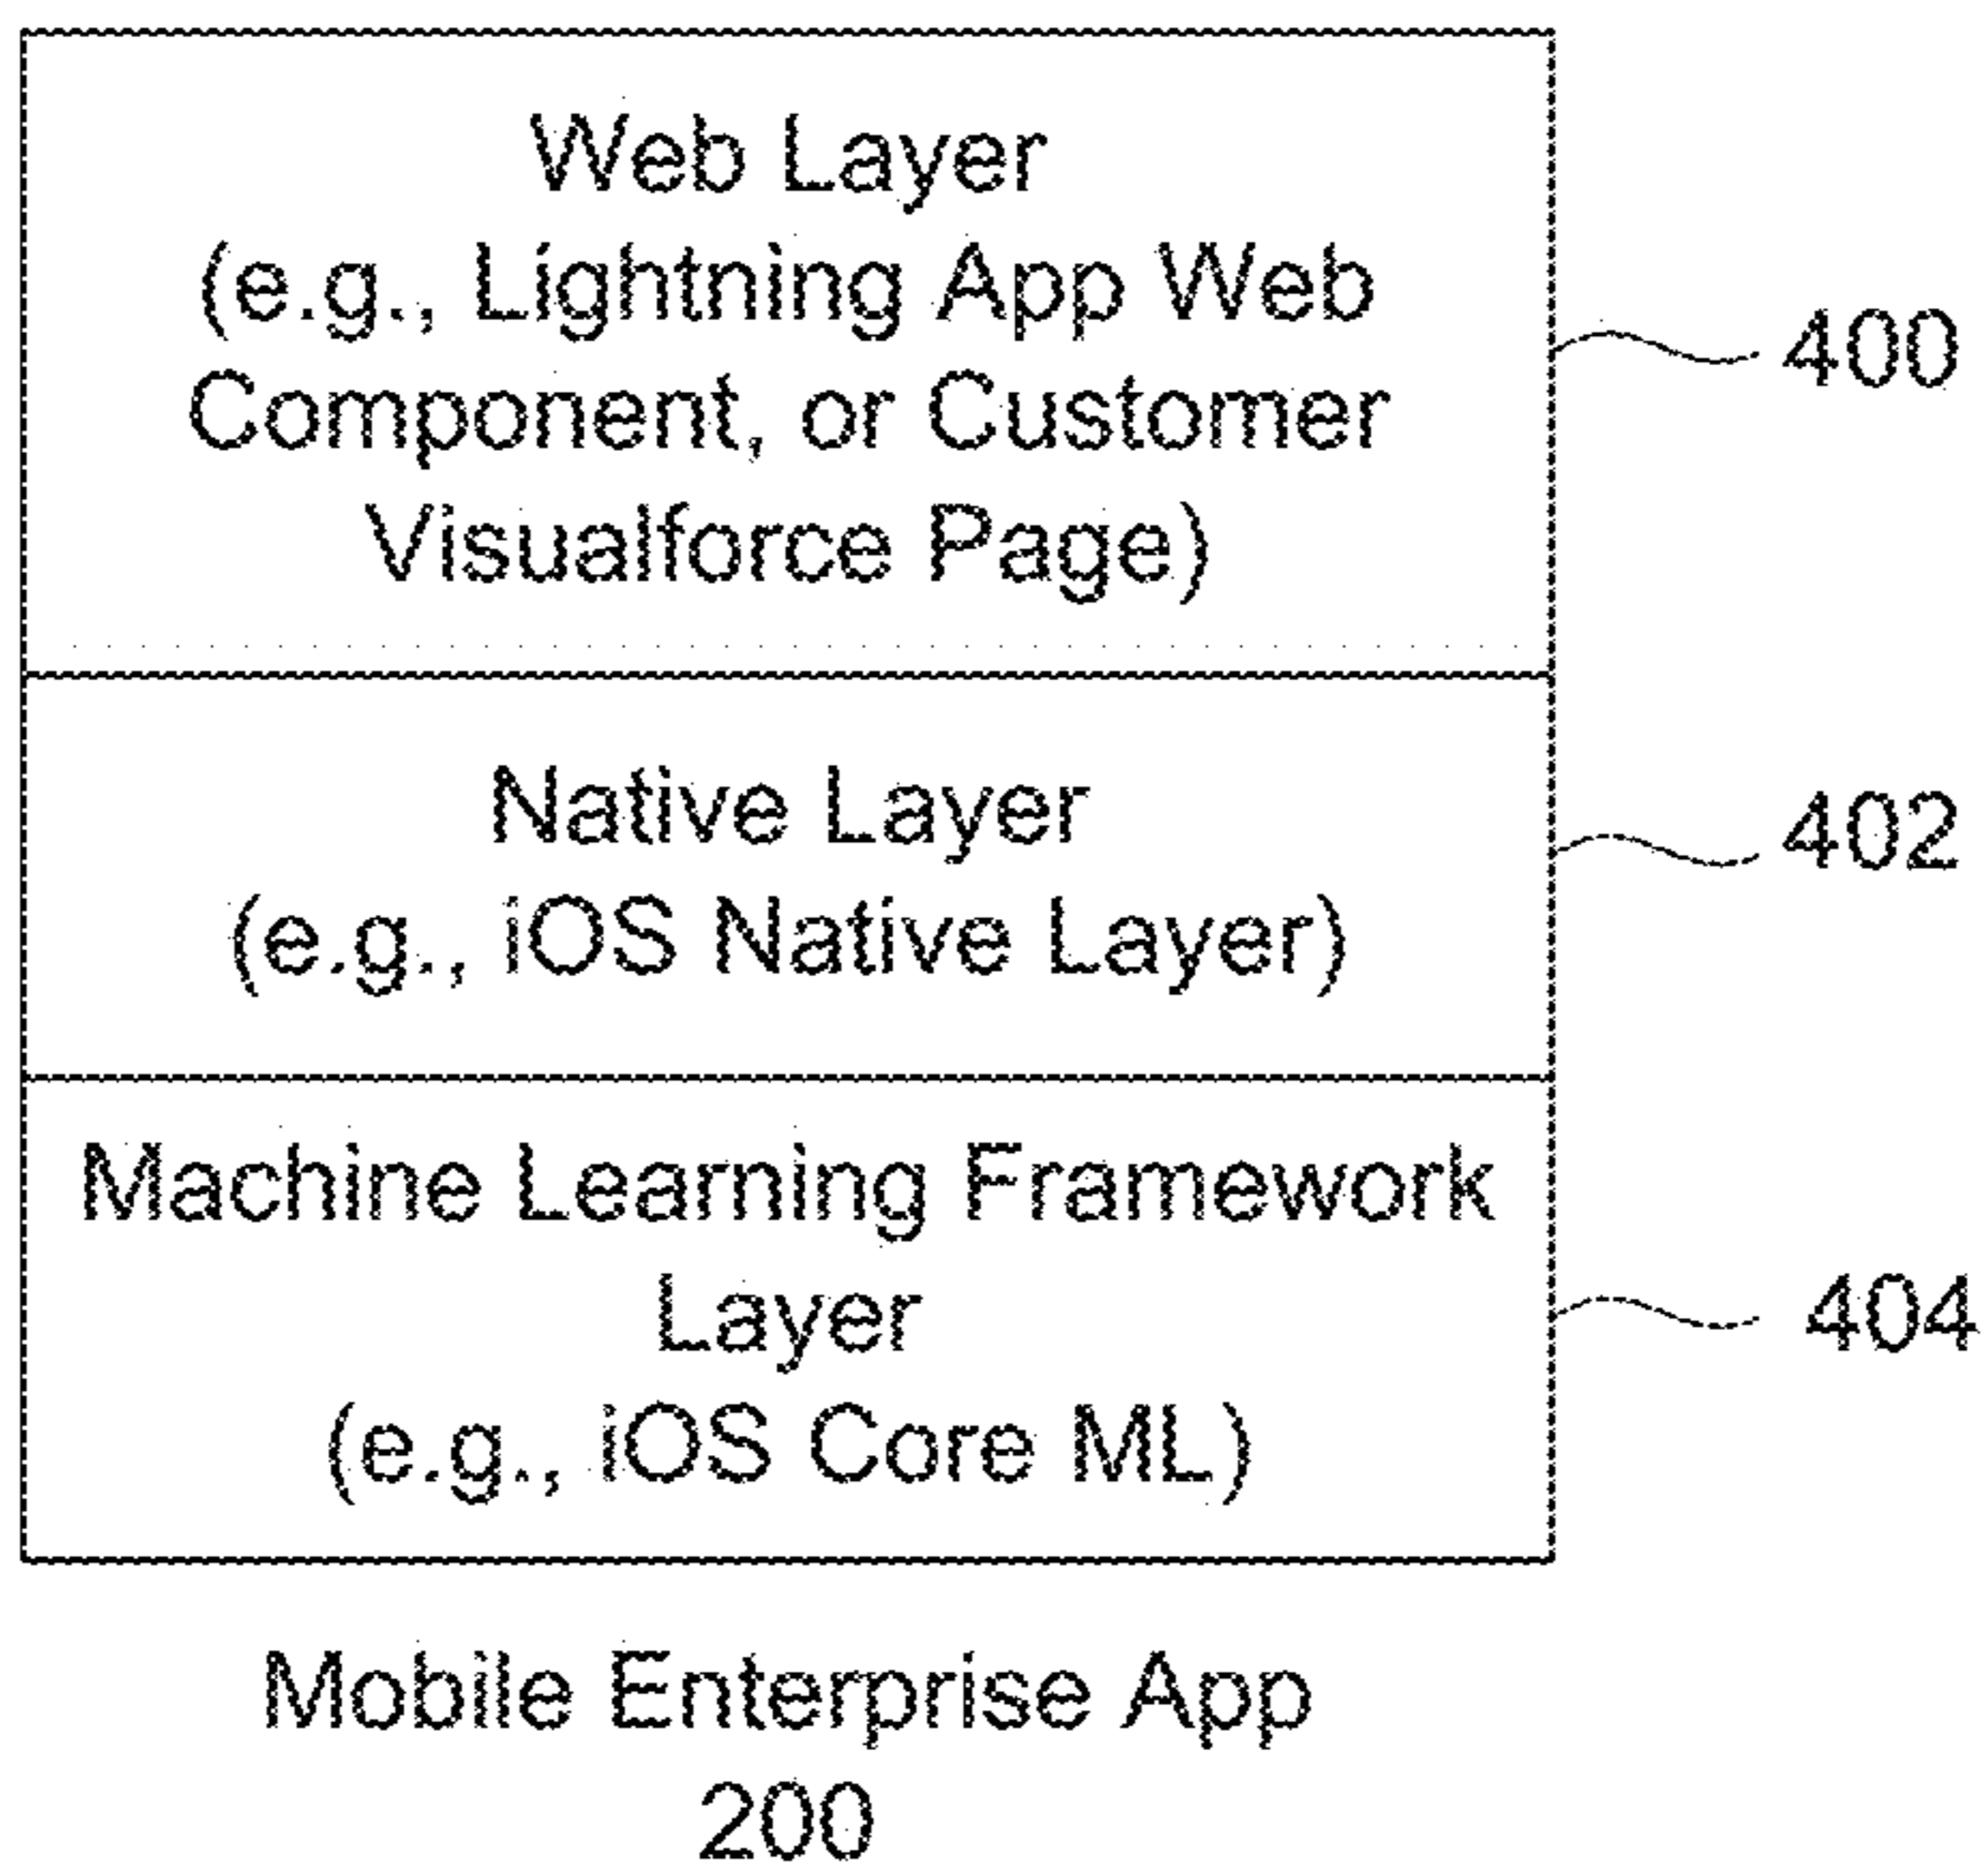 Web Layer
(e.g., Lightning App Web
Component, or Customer
Visualforce Page)
400
Native Layer
(e.g., iOS Native Layer)
402
Machine Learning Framework
Layer
(e.g., iOS Core ML)
404
Mobile Enterprise App
200